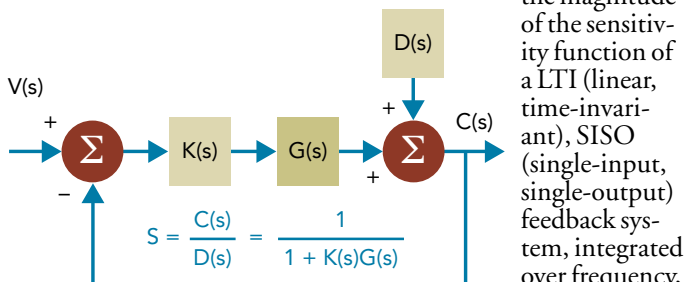 D(s)
V(s)
+
+
C(s)
Σ
K(s)
G(s)
Σ
−
+
S = C(s) / D(s) = 1 / 1 + K(s)G(s)
the magnitude
of the sensitiv-
ity function of
a LTI (linear,
time-invari-
ant), SISO
(single-input,
single-output)
feedback sys-
tem, integrated
over frequency,